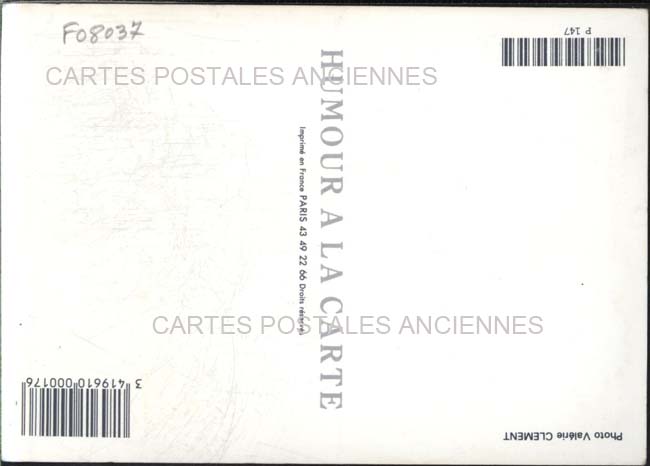 F08037
P 147
CARTES POSTALES ANCIENNES
HUMOUR A LA CARTE
Imprimé en France PARIS 43 49 22 66 Droits réservés
CARTES POSTALES ANCIENNES
3 419610 000176
Photo Valérie CLEMENT